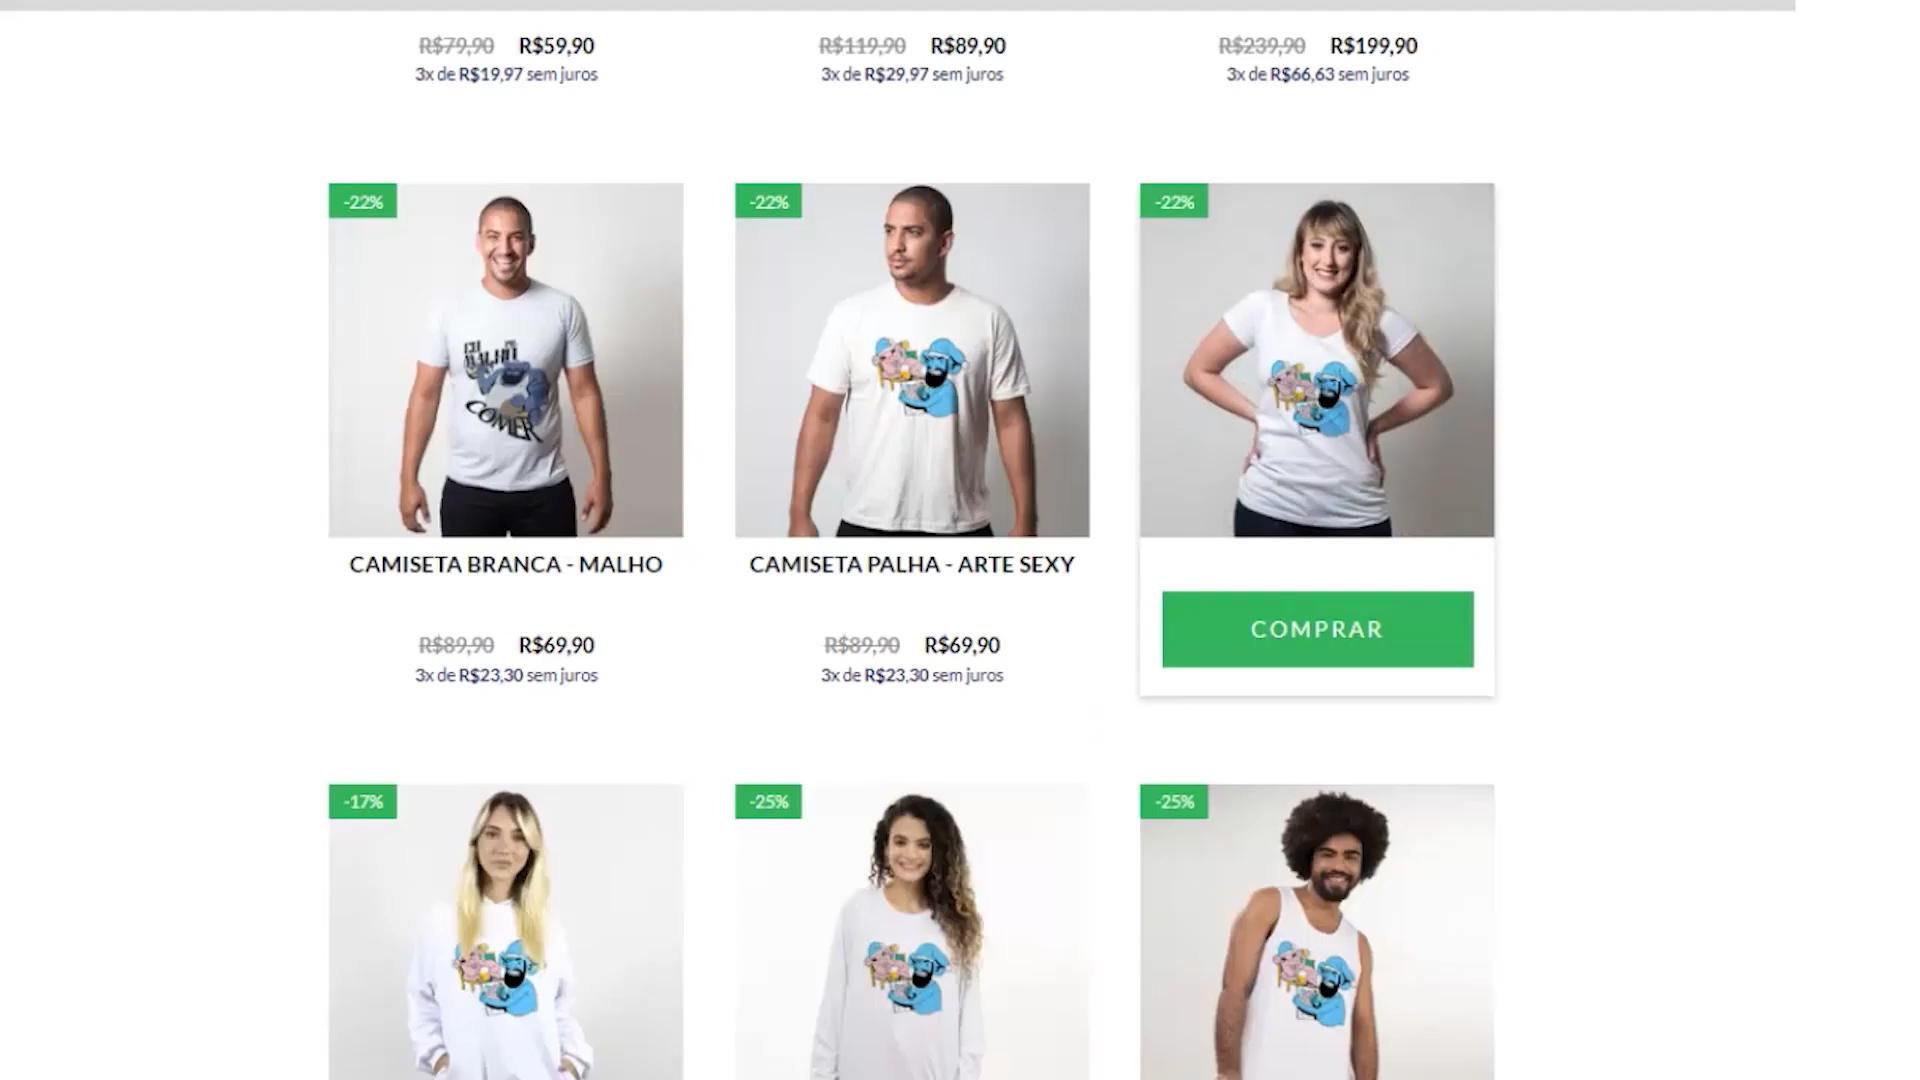 R$79,90 R$59,90
3x de R$19,97 sem juros
R$119,90 R$89,90
3x de R$29,97 sem juros
R$239,90 R$199,90
3x de R$66,63 sem juros
-22%
COMER
CAMISETA BRANCA - MALHO
R$89,90 R$69,90
3x de R$23,30 sem juros
-22%
CAMISETA PALHA - ARTE SEXY
R$89,90 R$69,90
3x de R$23,30 sem juros
-22%
COMPRAR
-17%
-25%
-25%